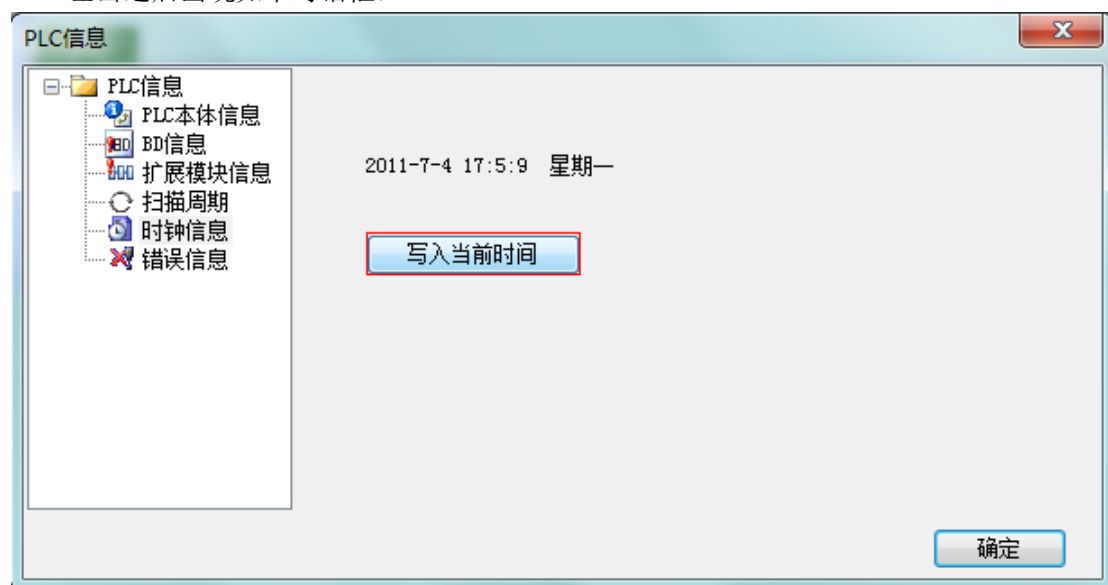 PLC信息
PLC信息
PLC本体信息
BD信息
扩展模块信息
扫描周期
时钟信息
错误信息
2011-7-4 17:5:9 星期一
写入当前时间
确定